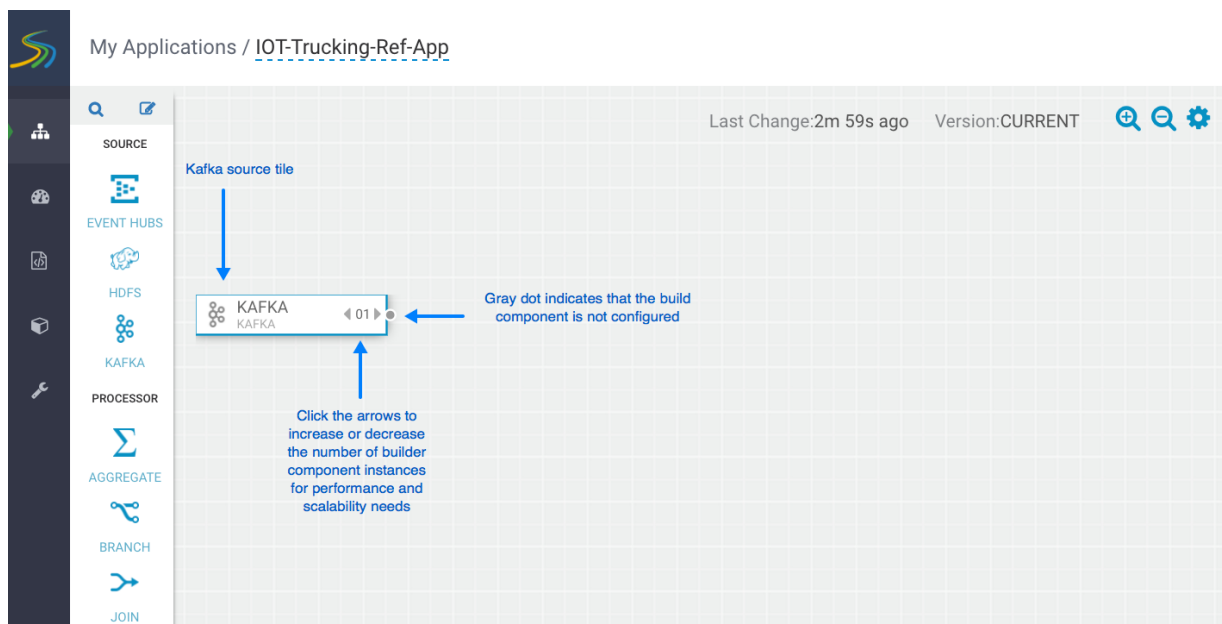 My Applications / IOT-Trucking-Ref-App
Last Change:2m 59s ago Version:CURRENT
SOURCE
EVENT HUBS
HDFS
KAFKA
PROCESSOR
AGGREGATE
BRANCH
JOIN
Kafka source tile
KAFKA
KAFKA
01
Gray dot indicates that the build
component is not configured
Click the arrows to
increase or decrease
the number of builder
component instances
for performance and
scalability needs